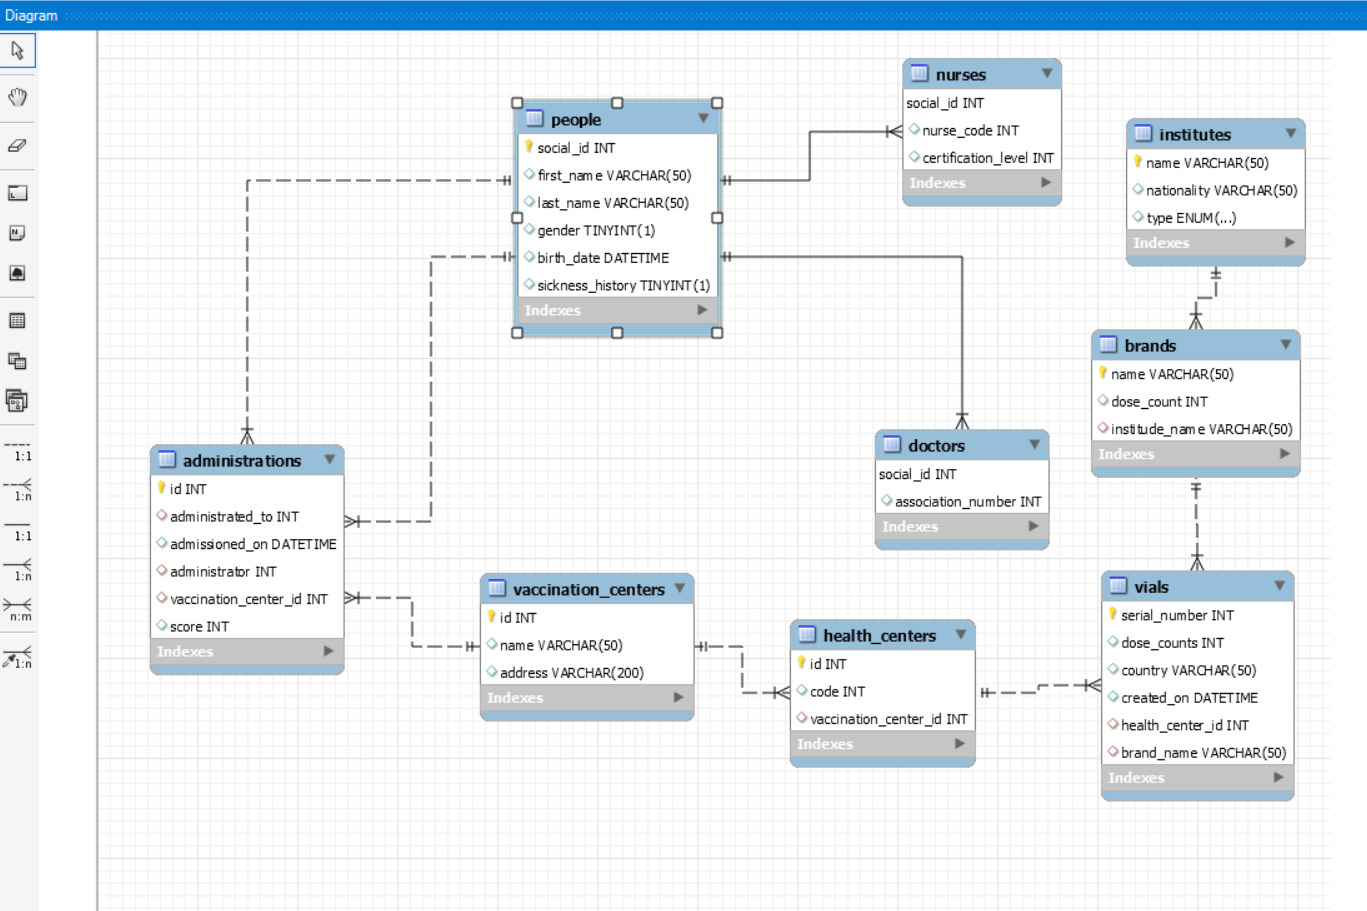 Diagram
1:1
1:n
1:1
1:n
n:m
1:n
people
social_id INT
first_name VARCHAR(50)
last_name VARCHAR(50)
gender TINYINT(1)
birth_date DATETIME
sickness_history TINYINT(1)
Indexes
nurses
social_id INT
nurse_code INT
certification_level INT
Indexes
institutes
name VARCHAR(50)
nationality VARCHAR(50)
type ENUM(...)
Indexes
brands
name VARCHAR(50)
dose_count INT
institude_name VARCHAR(50)
Indexes
administrations
id INT
administrated_to INT
admissioned_on DATETIME
administrator INT
vaccination_center_id INT
score INT
Indexes
doctors
social_id INT
association_number INT
Indexes
vaccination_centers
id INT
name VARCHAR(50)
address VARCHAR(200)
Indexes
health_centers
id INT
code INT
vaccination_center_id INT
Indexes
vials
serial_number INT
dose_counts INT
country VARCHAR(50)
created_on DATETIME
health_center_id INT
brand_name VARCHAR(50)
Indexes